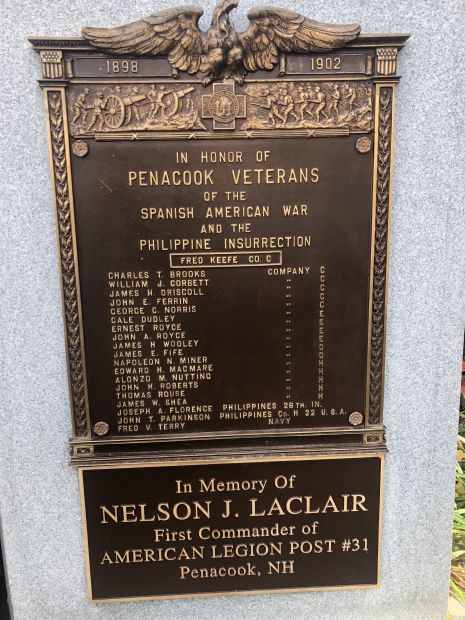 1898 1902
IN HONOR OF
PENACOOK VETERANS
OF THE
SPANISH AMERICAN WAR
AND THE
PHILIPPINE INSURRECTION
FRED KEEFE CO. C
CHARLES T. BROOKS COMPANY C
WILLIAM J. CORBETT " C
JAMES H. DRISCOLL " C
JOHN E. FERRIN " C
GEORGE C. NORRIS " C
GALE DUDLEY " E
ERNEST ROYCE " E
JOHN A. ROYCE " E
JAMES H WOOLEY " E
JAMES E. FIFE " D
NAPOLEON N. MINER " D
EDWARD H. MACMARE " H
ALONZO M. NUTTING " H
JOHN H. ROBERTS " H
THOMAS ROUSE " H
JAMES W. SHEA " H
JOSEPH A. FLORENCE PHILIPPINES 26TH. IN.
JOHN T. PARKINSON PHILIPPINES CO. H 22 U.S.A.
FRED V. TERRY NAVY
In Memory Of
NELSON J. LACLAIR
First Commander of
AMERICAN LEGION POST #31
Penacook, NH